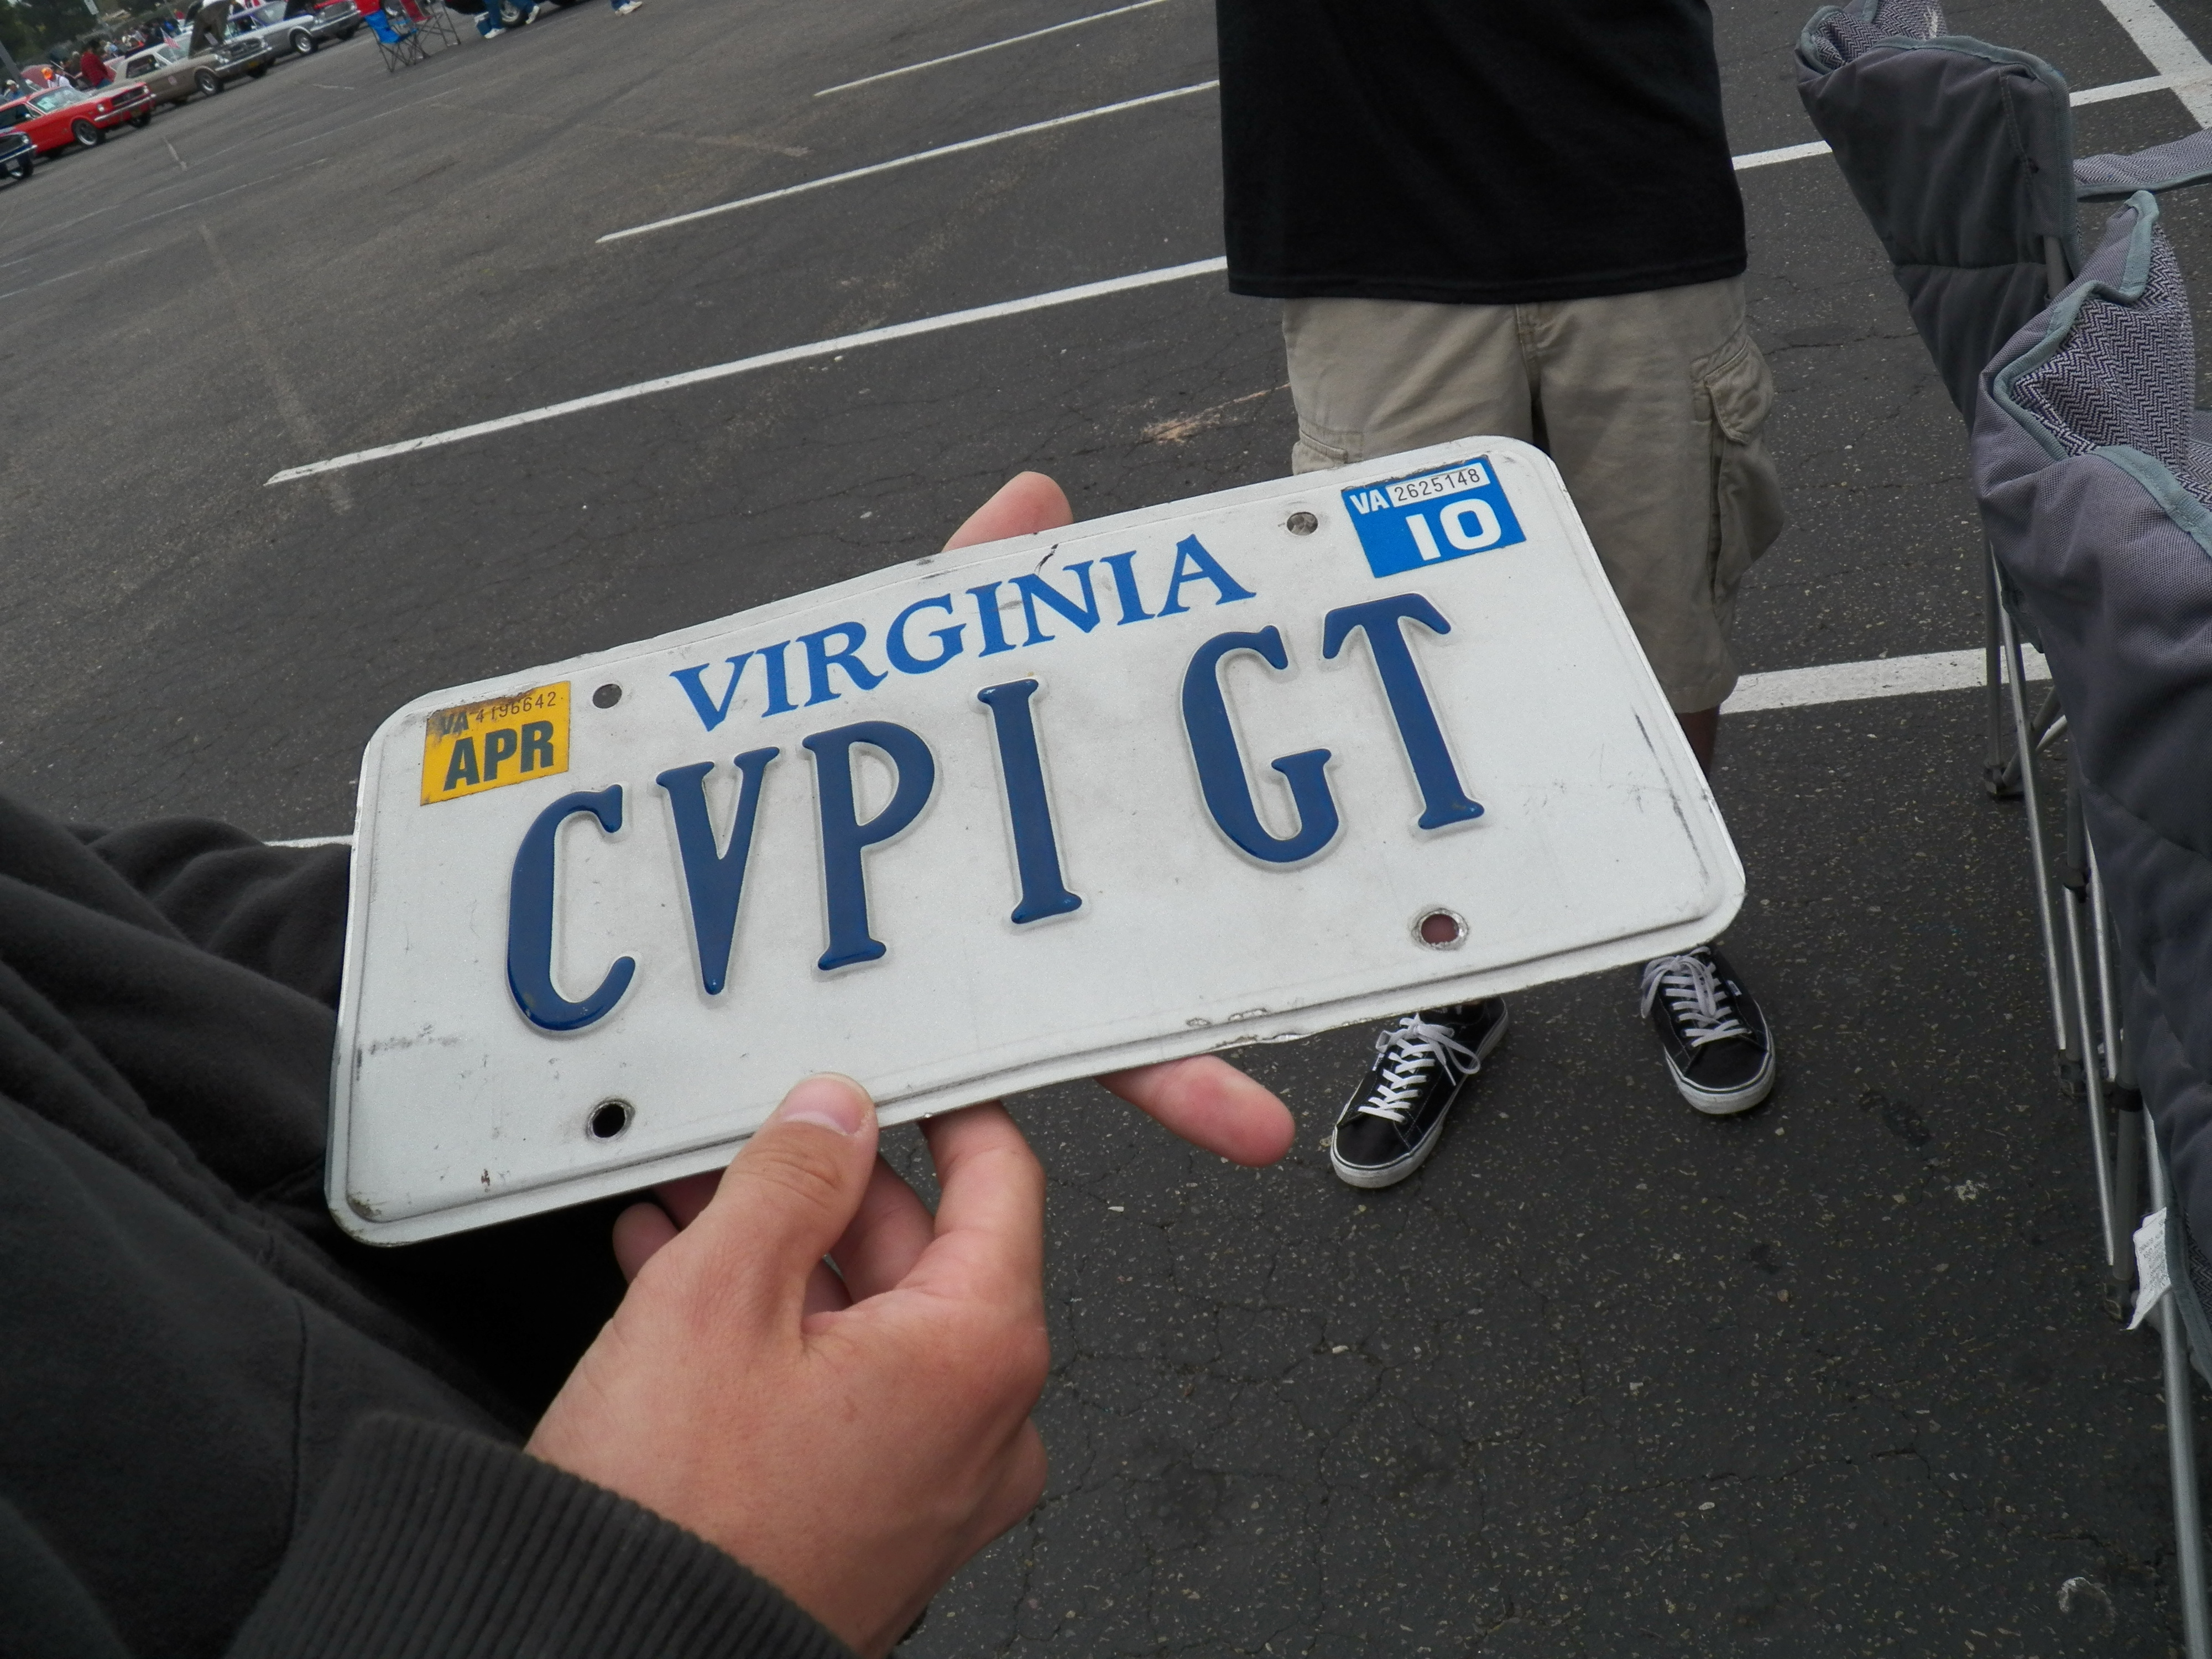 VIRGINIA
VA 4196642
APR
VA 2625148
10
CVPI GT